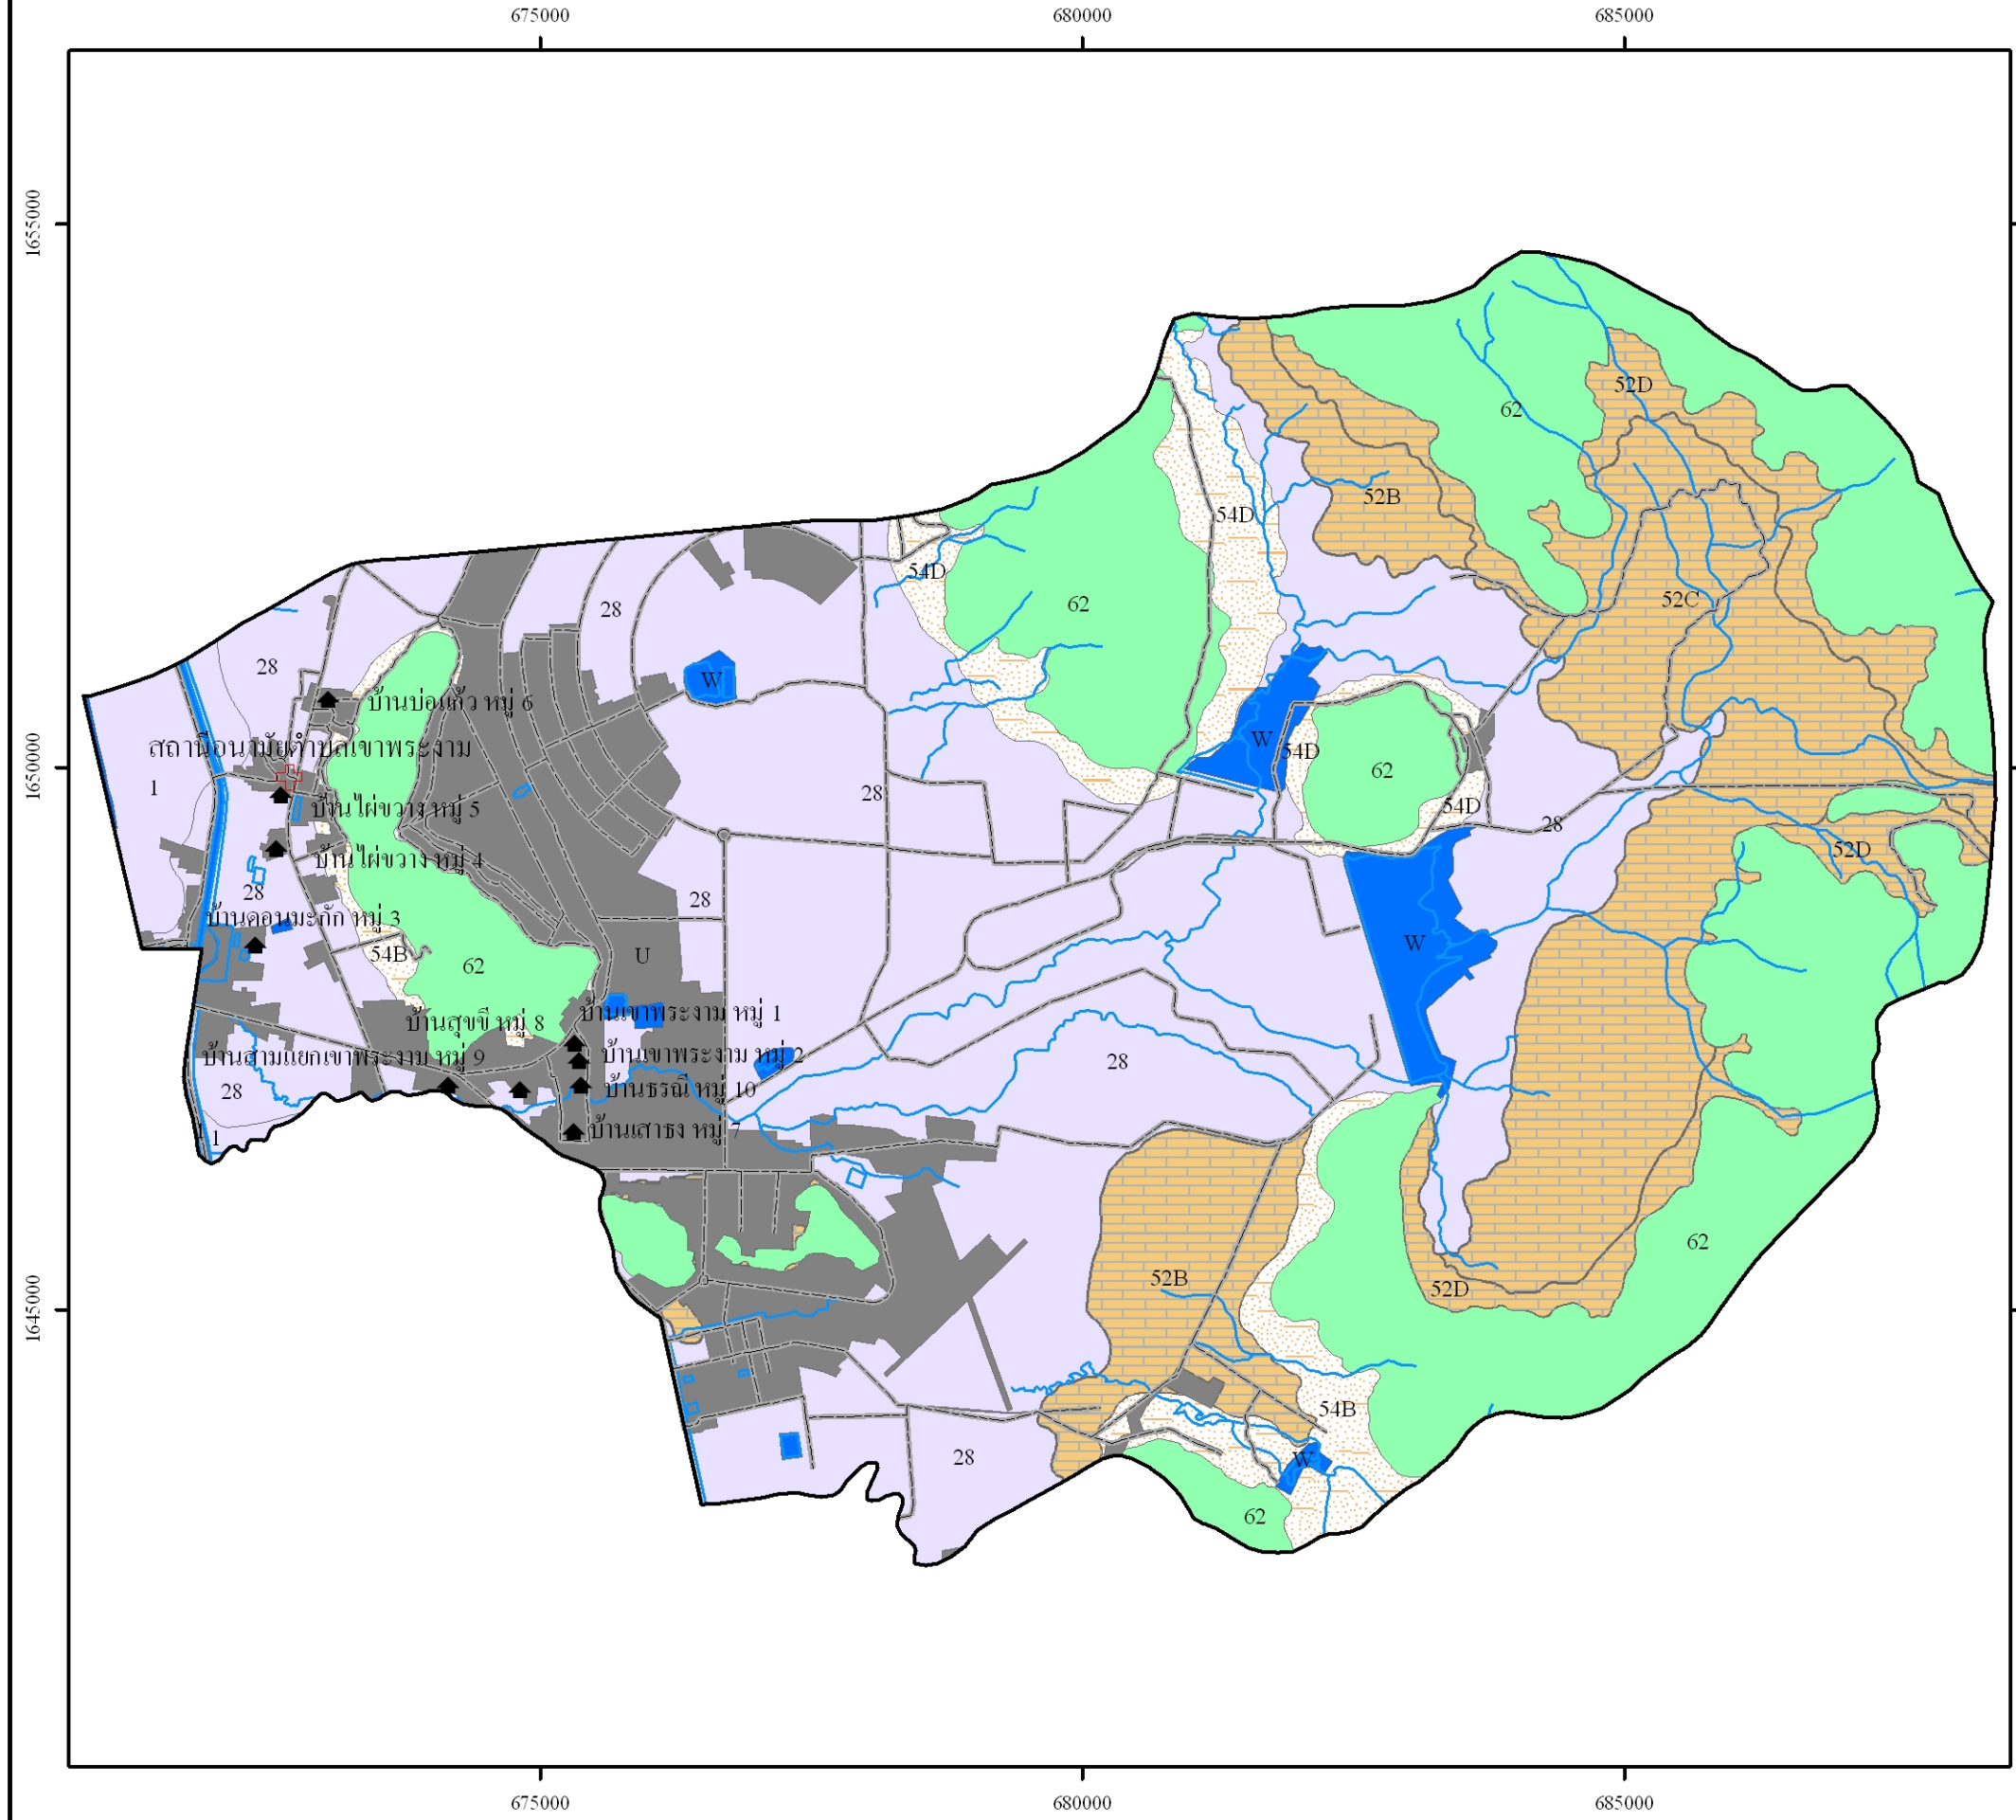 675000
680000
685000
1655000
52D
62
52B
54D
54D
52C
62
28
28
บ้านบ่อแก้ว หมู่ 6
W
สถานีอนามัยตำบลเขาพระงาม
W
54D
1650000
62
1
28
บ้านไผ่ขวาง หมู่ 5
54D
28
บ้านไผ่ขวาง หมู่ 4
52D
28
28
บ้านดอนมะกัก หมู่ 3
W
54B
U
62
บ้านเขาพระงาม หมู่ 1
บ้านสุขขี หมู่ 8
บ้านเขาพระงาม หมู่ 2
บ้านสามแยกเขาพระงาม หมู่ 9
28
บ้านธรณี หมู่ 10
28
บ้านเสาธง หมู่ 7
1
62
52B
52D
1645000
54B
28
W
62
675000
680000
685000